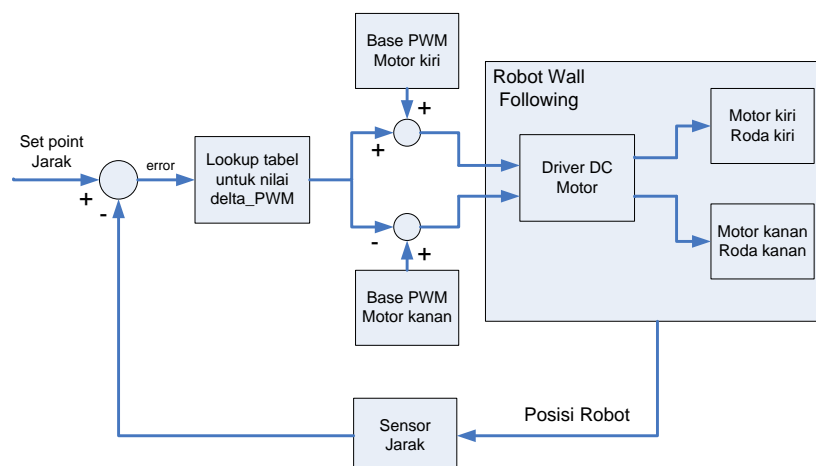 Base PWM
Motor kiri
Robot Wall
Following
Set point
Jarak
error
Lookup tabel
untuk nilai
delta_PWM
+
+
+
-
-
+
Driver DC
Motor
Motor kiri
Roda kiri
Motor kanan
Roda kanan
Base PWM
Motor kanan
Sensor
Jarak
Posisi Robot